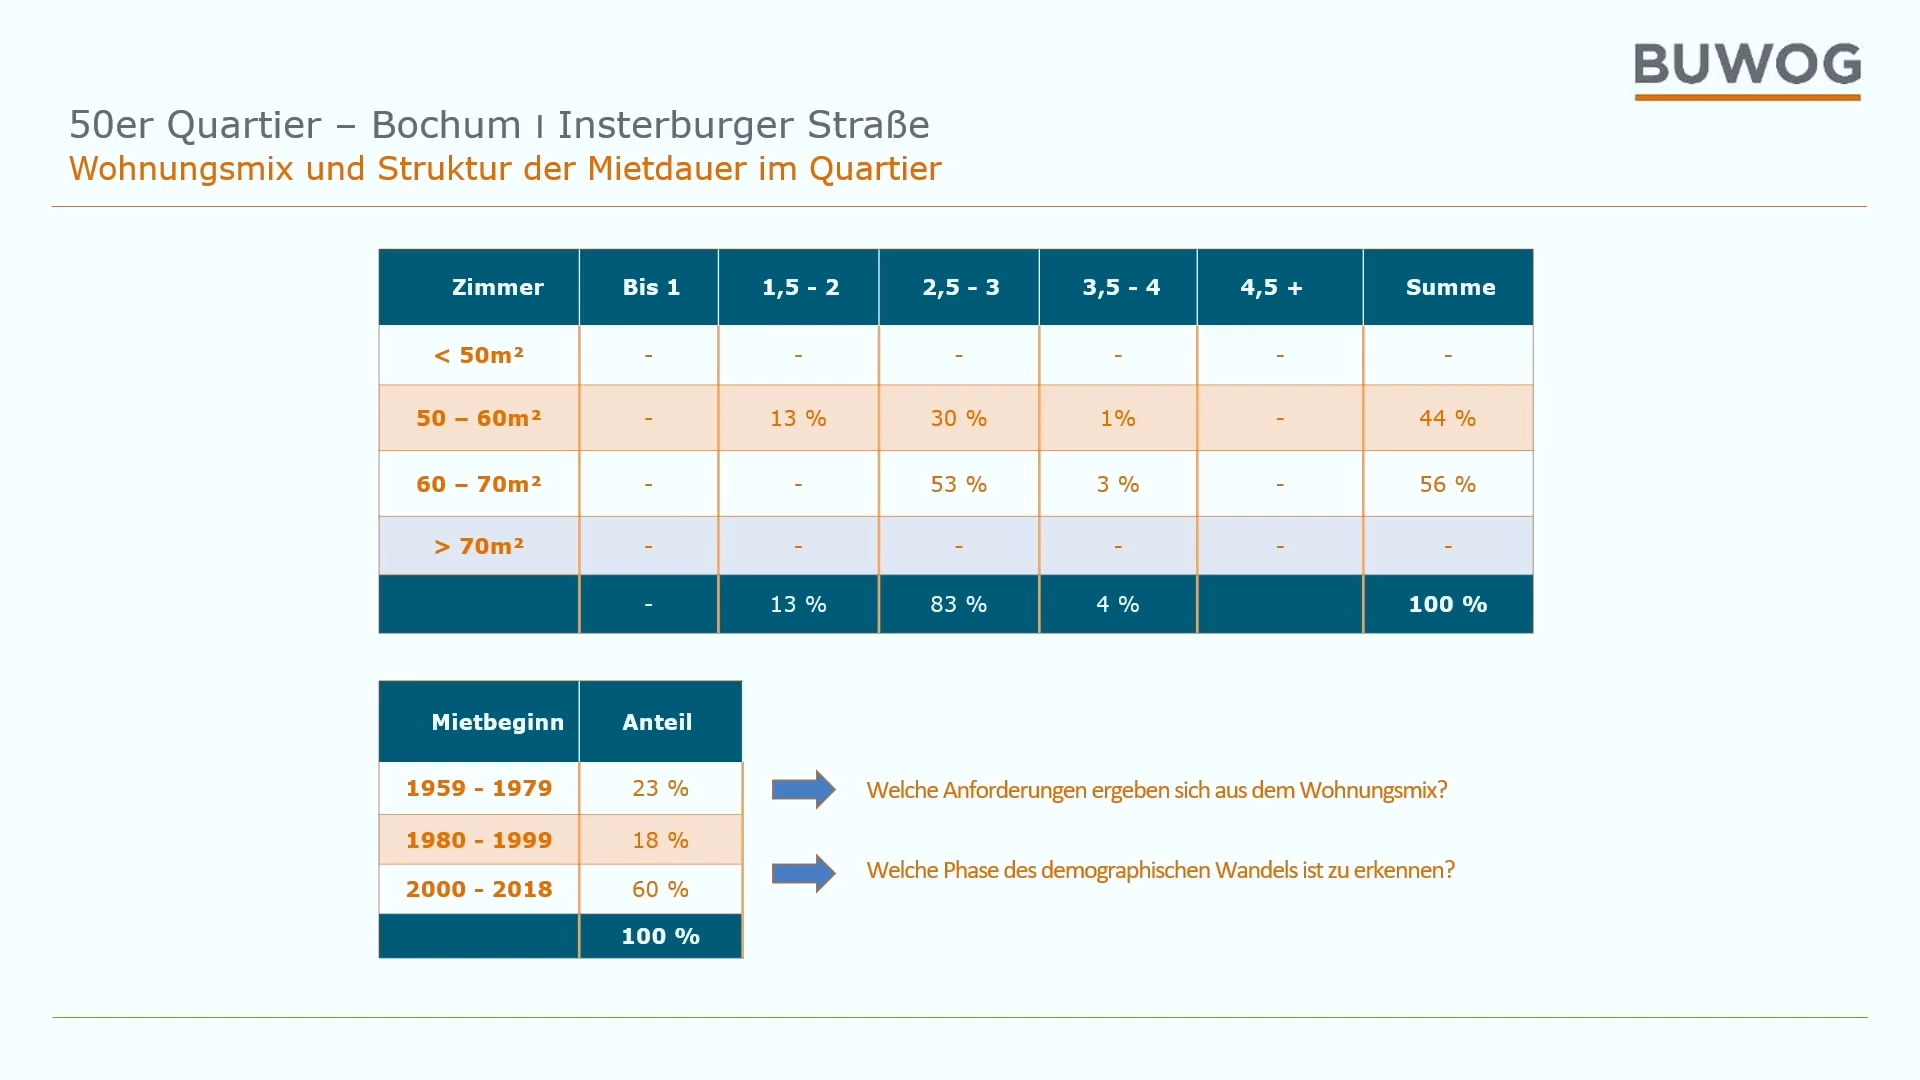 BUWOG
50er Quartier – Bochum I Insterburger Straße
Wohnungsmix und Struktur der Mietdauer im Quartier
Zimmer Bis 1 1,5 - 2 2,5 - 3 3,5 - 4 4,5 + Summe
< 50m² - - - - - -
50 – 60m² - 13 % 30 % 1% - 44 %
60 – 70m² - - 53 % 3 % - 56 %
> 70m² - - - - - -
- 13 % 83 % 4 % 100 %
Mietbeginn Anteil
1959 - 1979 23 %
1980 - 1999 18 %
2000 - 2018 60 %
100 %
Welche Anforderungen ergeben sich aus dem Wohnungsmix?
Welche Phase des demographischen Wandels ist zu erkennen?